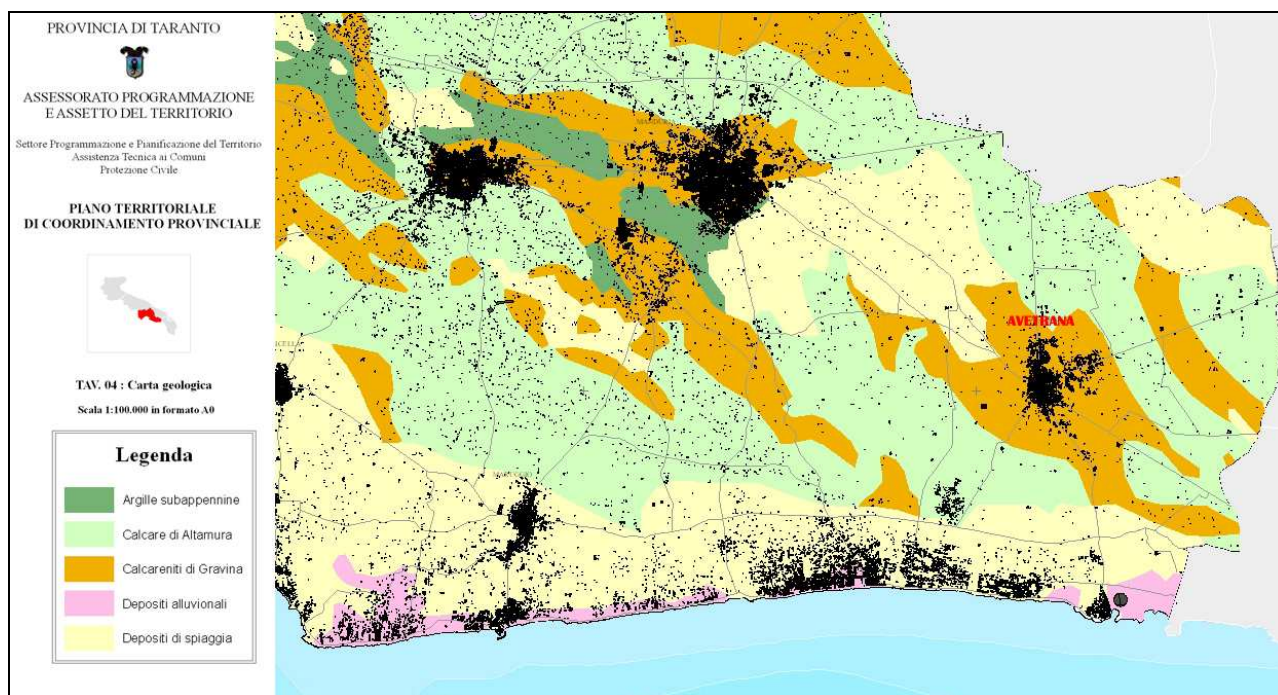 PROVINCIA DI TARANTO
ASSESSORATO PROGRAMMAZIONE
E ASSETTO DEL TERRITORIO
Settore Programmazione e Pianificazione del Territorio
Assistenza Tecnica ai Comuni
Protezione Civile
PIANO TERRITORIALE
DI COORDINAMENTO PROVINCIALE
TAV. 04 : Carta geologica
Scala 1:100.000 in formato A0
Legenda
Argille subappennine
Calcare di Altamura
Calcareniti di Gravina
Depositi alluvionali
Depositi di spiaggia
AVETRANA